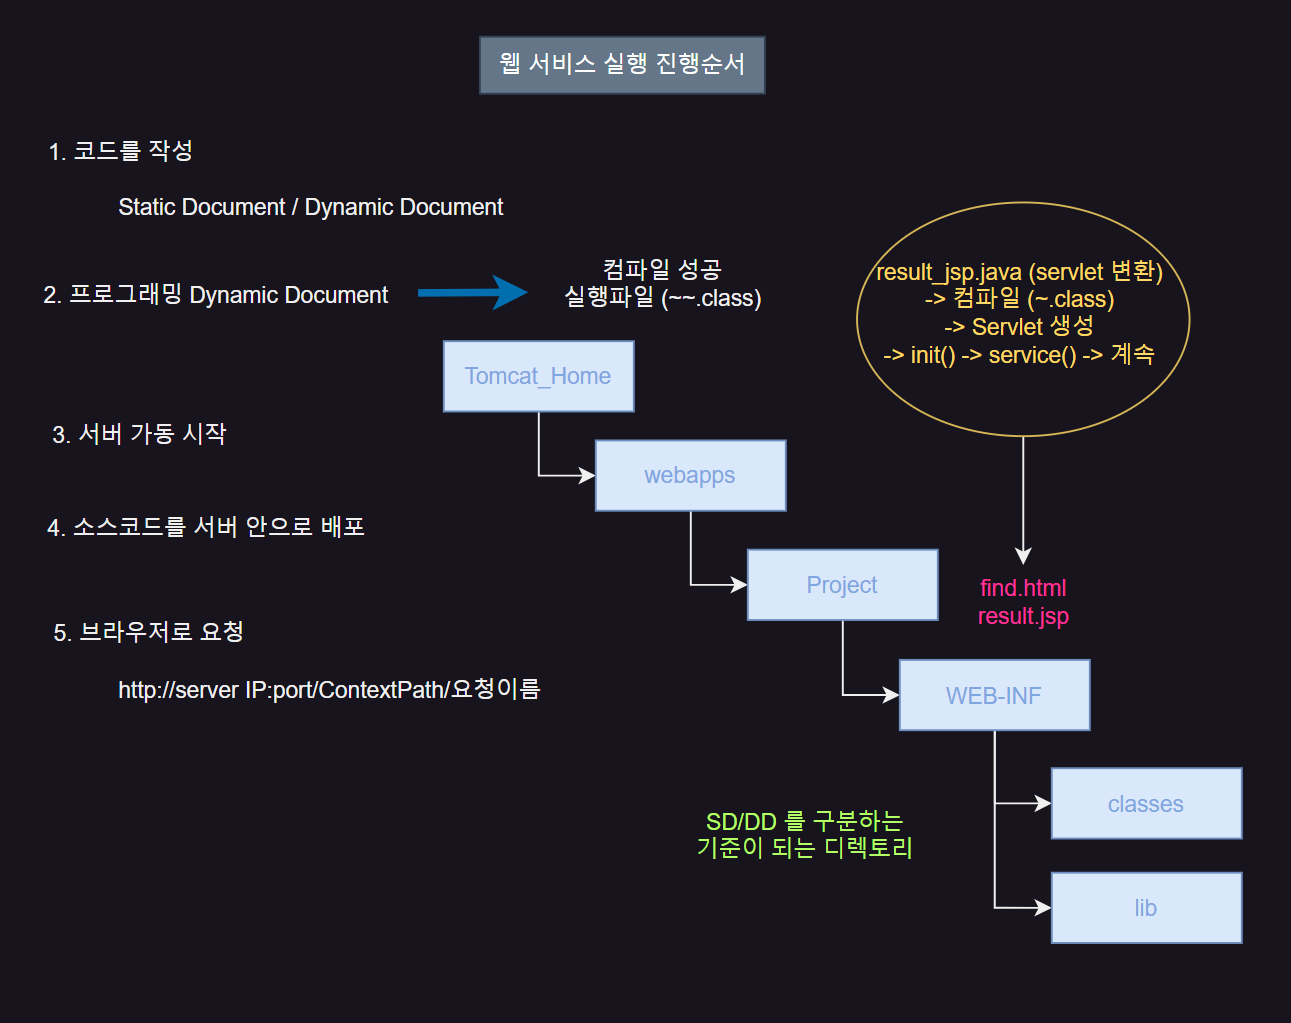 웹 서비스 실행 진행순서
1. 코드를 작성
Static Document / Dynamic Document
2. 프로그래밍 Dynamic Document
컴파일 성공
실행파일 (~~.class)
result_jsp.java (servlet 변환)
-> 컴파일 (~.class)
-> Servlet 생성
-> init() -> service() -> 계속
Tomcat_Home
3. 서버 가동 시작
webapps
4. 소스코드를 서버 안으로 배포
Project
find.html
result.jsp
5. 브라우저로 요청
http://server IP:port/ContextPath/요청이름
WEB-INF
classes
SD/DD 를 구분하는
기준이 되는 디렉토리
lib